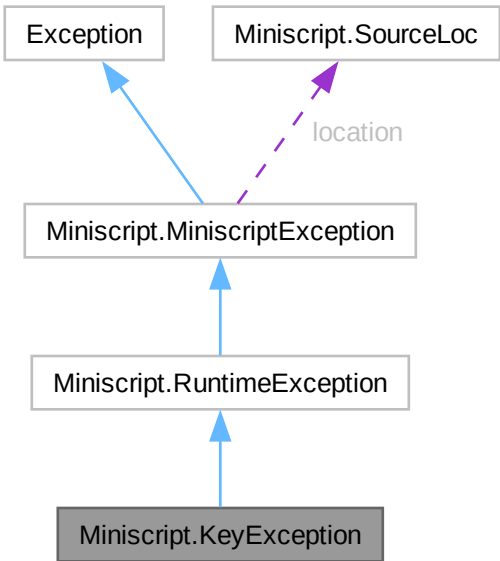 Exception
Miniscript.SourceLoc
location
Miniscript.MiniscriptException
Miniscript.RuntimeException
Miniscript.KeyException